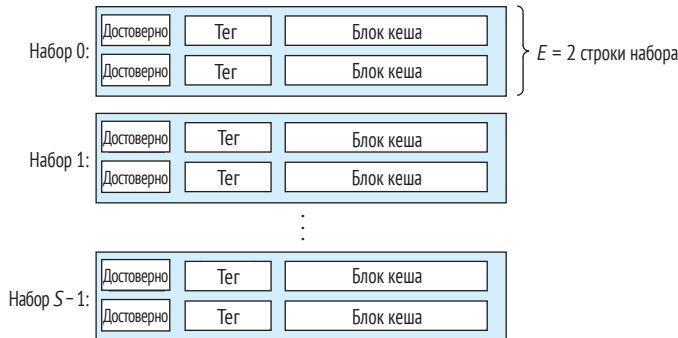 Набор 0:
Достоверно Тег Блок кеша
Достоверно Тег Блок кеша
E = 2 строки набора
Набор 1:
Достоверно Тег Блок кеша
Достоверно Тег Блок кеша
Набор S – 1:
Достоверно Тег Блок кеша
Достоверно Тег Блок кеша